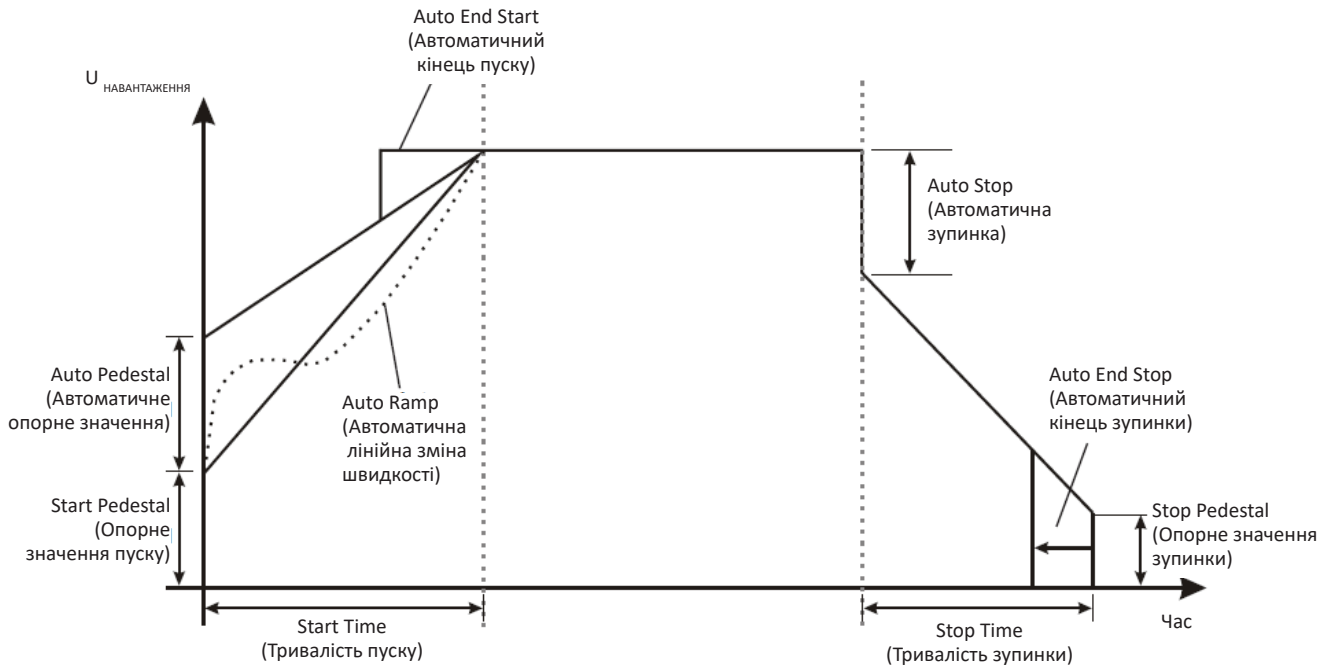 Auto End Start
(Автоматичний
кінець пуску)
U НАВАНТАЖЕННЯ
Auto Stop
(Автоматична
зупинка)
Auto Pedestal
(Автоматичне
опорне значення)
Auto Ramp
(Автоматична
лінійна зміна
швидкості)
Auto End Stop
(Автоматичний
кінець зупинки)
Start Pedestal
(Опорне
значення пуску)
Stop Pedestal
(Опорне значення
зупинки)
Start Time
(Тривалість пуску)
Stop Time
(Тривалість зупинки)
Час